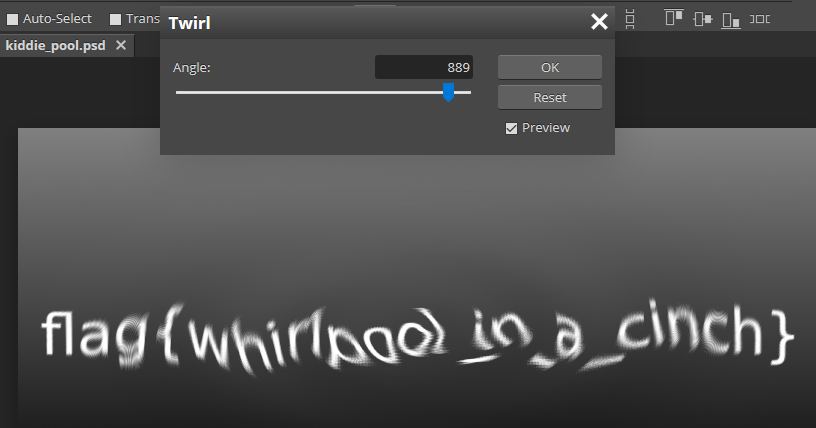 Auto-Select Trans
Twirl
kiddie_pool.psd
Angle: 889 OK
Reset
Preview
flag{whirlpool_in_a_cinch}